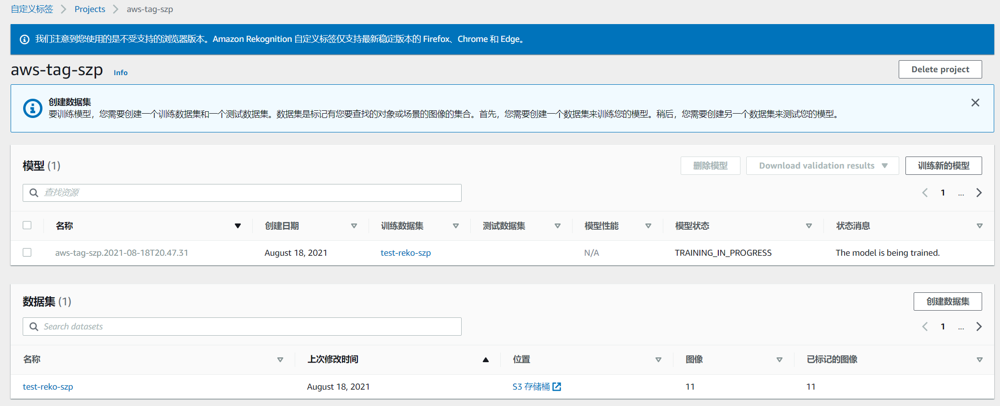 自定义标签 Projects aws-tag-szp
我们注意到您使用的是不受支持的浏览器版本。Amazon Rekognition 自定义标签仅支持最新稳定版本的 Firefox、Chrome 和 Edge。
aws-tag-szp Info Delete project
创建数据集
要训练模型，您需要创建一个训练数据集和一个测试数据集。数据集是标记有您要查找的对象或场景的图像的集合。首先，您需要创建一个数据集来训练您的模型。稍后，您需要创建另一个数据集来测试您的模型。
模型 (1) 删除模型 Download validation results 训练新的模型
查找资源 1 ...
名称 创建日期 训练数据集 测试数据集 模型性能 模型状态 状态消息
aws-tag-szp.2021-08-18T20.47.31 August 18, 2021 test-reko-szp N/A TRAINING_IN_PROGRESS The model is being trained.
数据集 (1) 创建数据集
Search datasets 1 ...
名称 上次修改时间 位置 图像 已标记的图像
test-reko-szp August 18, 2021 S3 存储桶 11 11